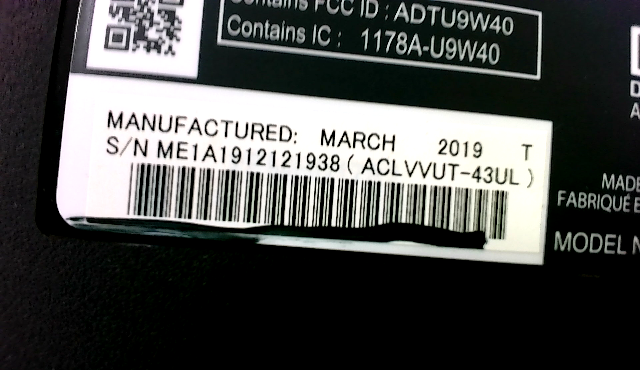 Contains FCC ID : ADTU9W40
Contains IC : 1178A-U9W40
MANUFACTURED: MARCH 2019 T
S/N ME1A1912121938 ( ACLVVUT-43UL )
MADE
FABRIQUÉ E
MODEL N